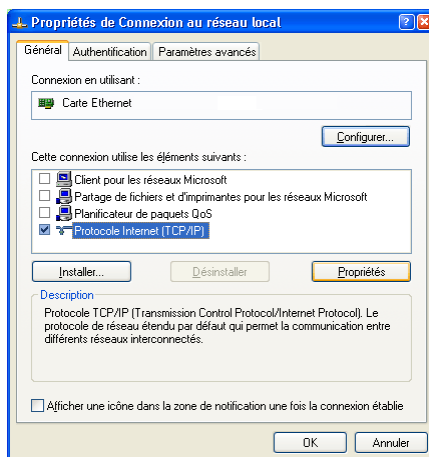 Propriétés de Connexion au réseau local
Général Authentification Paramètres avancés
Connexion en utilisant :
Carte Ethernet
Configurer...
Cette connexion utilise les éléments suivants :
Client pour les réseaux Microsoft
Partage de fichiers et d'imprimantes pour les réseaux Microsoft
Planificateur de paquets QoS
Protocole Internet (TCP/IP)
Installer... Désinstaller Propriétés
Description
Protocole TCP/IP (Transmission Control Protocol/Internet Protocol). Le
protocole de réseau étendu par défaut qui permet la communication entre
différents réseaux interconnectés.
Afficher une icône dans la zone de notification une fois la connexion établie
OK Annuler